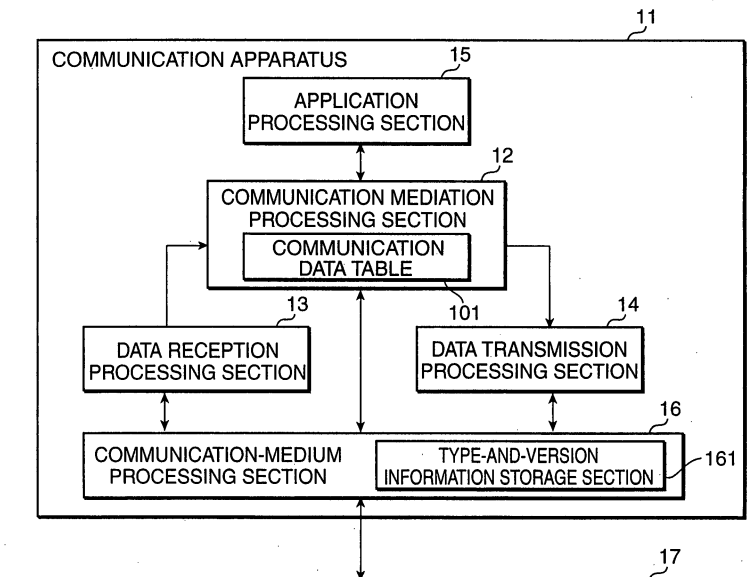 11
COMMUNICATION APPARATUS
15
APPLICATION
PROCESSING SECTION
12
COMMUNICATION MEDIATION
PROCESSING SECTION
COMMUNICATION
DATA TABLE
101
13
14
DATA RECEPTION
PROCESSING SECTION
DATA TRANSMISSION
PROCESSING SECTION
16
COMMUNICATION-MEDIUM
PROCESSING SECTION
TYPE-AND-VERSION
INFORMATION STORAGE SECTION
161
17